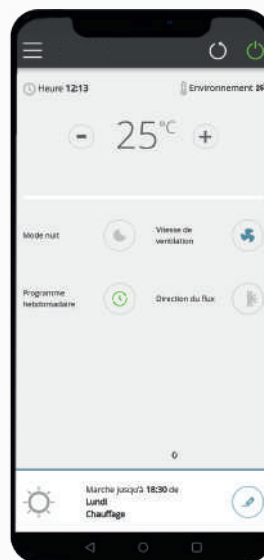 Heure 12:13
Environnement 26
- 25°C +
Mode nuit
Vitesse de
ventilation
Programme
hebdomadaire
Direction du flux
0
Marche jusqu'à 18:30 de
Lundi
Chauffage